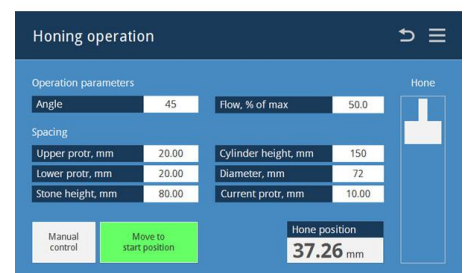 Honing operation
Operation parameters
Hone
Angle 45 Flow, % of max 50.0
Spacing
Upper protr, mm 20.00 Cylinder height, mm 150
Lower protr, mm 20.00 Diameter, mm 72
Stone height, mm 80.00 Current protr, mm 10.00
Manual
control
Move to
start position
Hone position
37.26 mm